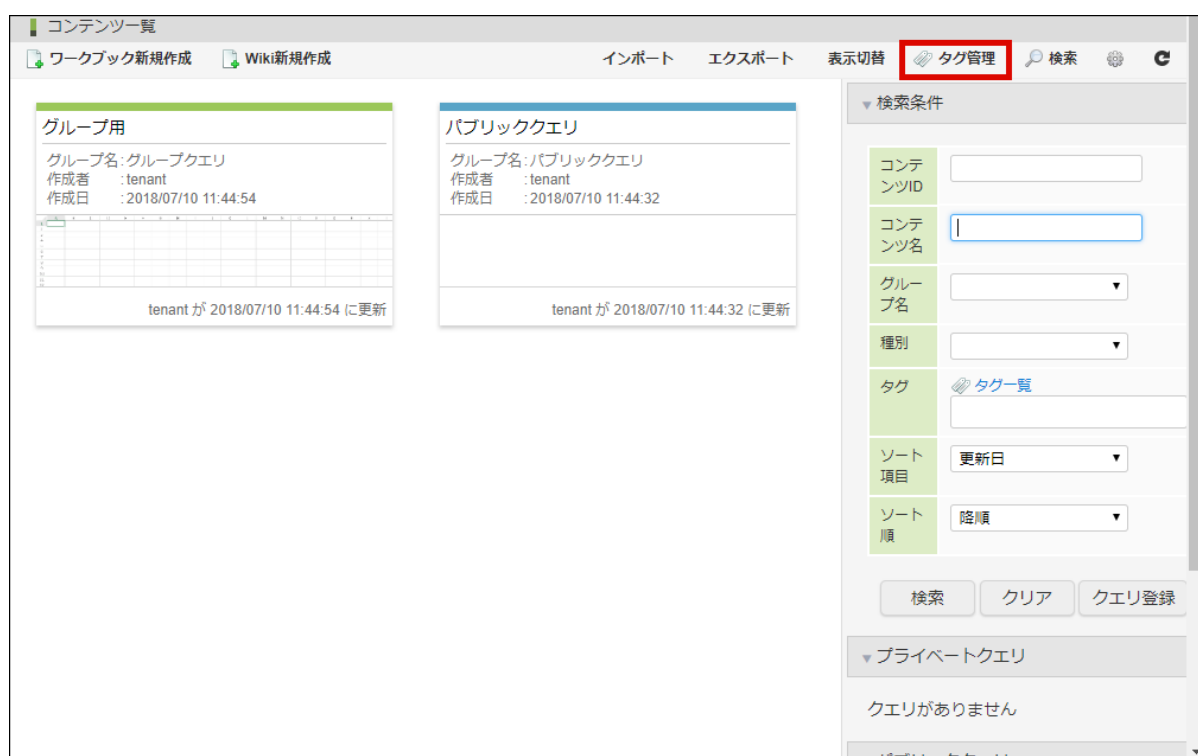 コンテンツ一覧
ワークブック新規作成 Wiki新規作成 インポート エクスポート 表示切替 タグ管理 検索
グループ用
グループ名:グループクエリ
作成者 :tenant
作成日 :2018/07/10 11:44:54
tenant が 2018/07/10 11:44:54 に更新
パブリッククエリ
グループ名:パブリッククエリ
作成者 :tenant
作成日 :2018/07/10 11:44:32
tenant が 2018/07/10 11:44:32 に更新
検索条件
コンテ
ンツID
コンテ
ンツ名
グルー
プ名
種別
タグ タグ一覧
ソート
項目
更新日
ソート
順
降順
検索 クリア クエリ登録
プライベートクエリ
クエリがありません